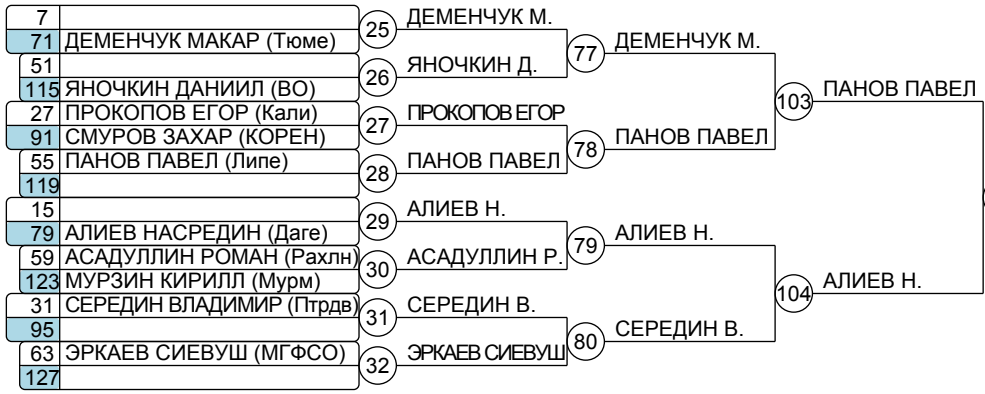 7
71 ДЕМЕНЧУК МАКАР (Тюме)
51
115 ЯНОЧКИН ДАНИИЛ (ВО)
27 ПРОКОПОВ ЕГОР (Кали)
91 СМУРОВ ЗАХАР (КОРЕН)
55 ПАНОВ ПАВЕЛ (Липе)
119
15
79 АЛИЕВ НАСРЕДИН (Даге)
59 АСАДУЛЛИН РОМАН (Рахлн)
123 МУРЗИН КИРИЛЛ (Мурм)
31 СЕРЕДИН ВЛАДИМИР (Птрдв)
95
63 ЭРКАЕВ СИЕВУШ (МГФСО)
127
25 ДЕМЕНЧУК М.
26 ЯНОЧКИН Д.
27 ПРОКОПОВ ЕГОР
28 ПАНОВ ПАВЕЛ
29 АЛИЕВ Н.
30 АСАДУЛЛИН Р.
31 СЕРЕДИН В.
32 ЭРКАЕВ СИЕВУШ
77 ДЕМЕНЧУК М.
78 ПАНОВ ПАВЕЛ
79 АЛИЕВ Н.
80 СЕРЕДИН В.
103 ПАНОВ ПАВЕЛ
104 АЛИЕВ Н.